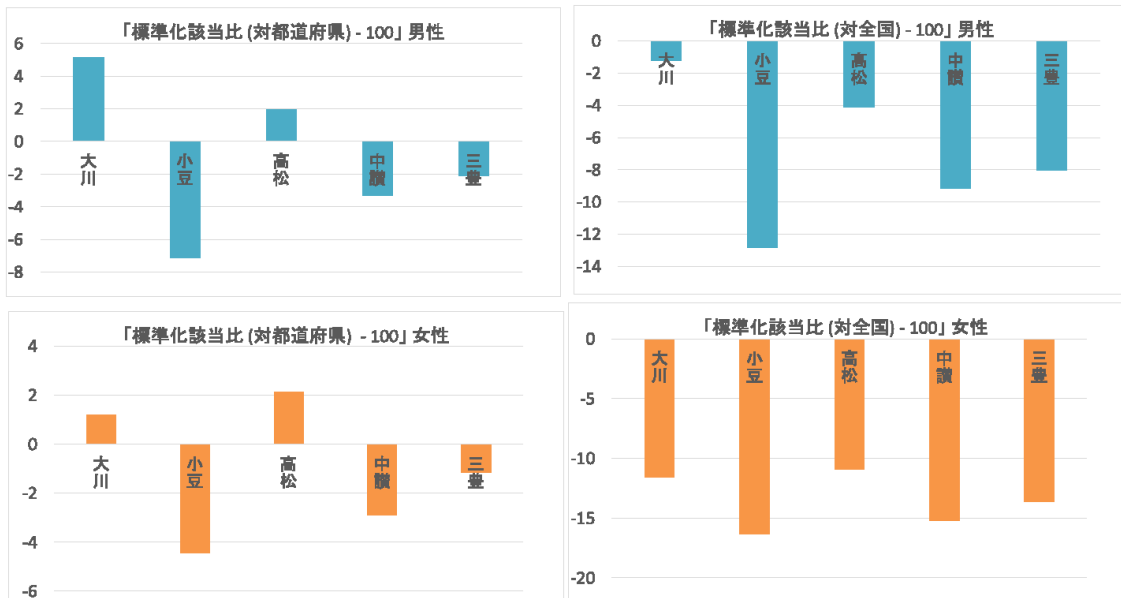 「標準化該当比 (対都道府県) - 100」 男性
6
4
2
0
-2
-4
-6
-8
大川
小豆
高松
中讃
三豊
「標準化該当比 (対全国) - 100」 男性
0
-2
-4
-6
-8
-10
-12
-14
大川
小豆
高松
中讃
三豊
「標準化該当比 (対都道府県) - 100」 女性
4
2
0
-2
-4
-6
大川
小豆
高松
中讃
三豊
「標準化該当比 (対全国) - 100」 女性
0
-5
-10
-15
-20
大川
小豆
高松
中讃
三豊